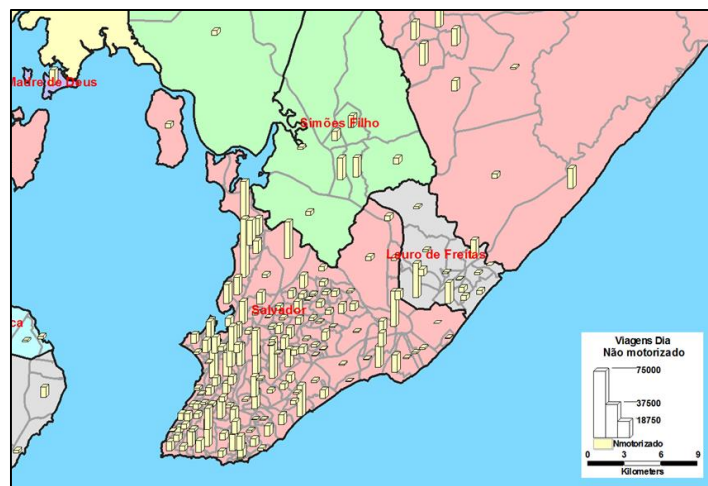 Madre de Deus
Simões Filho
Lauro de Freitas
Salvador
ca
Viagens Dia
Não motorizado
75000
37500
18750
Nmotorizado
0 3 6 9
Kilometers